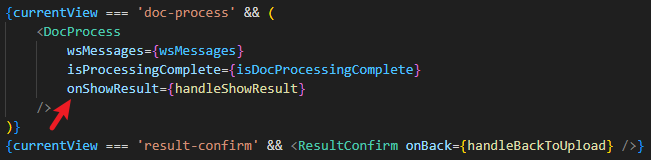 {currentView === 'doc-process' && (
    <DocProcess
        wsMessages={wsMessages}
        isProcessingComplete={isDocProcessingComplete}
        onShowResult={handleShowResult}
    />
)}
{currentView === 'result-confirm' && <ResultConfirm onBack={handleBackToUpload} />}